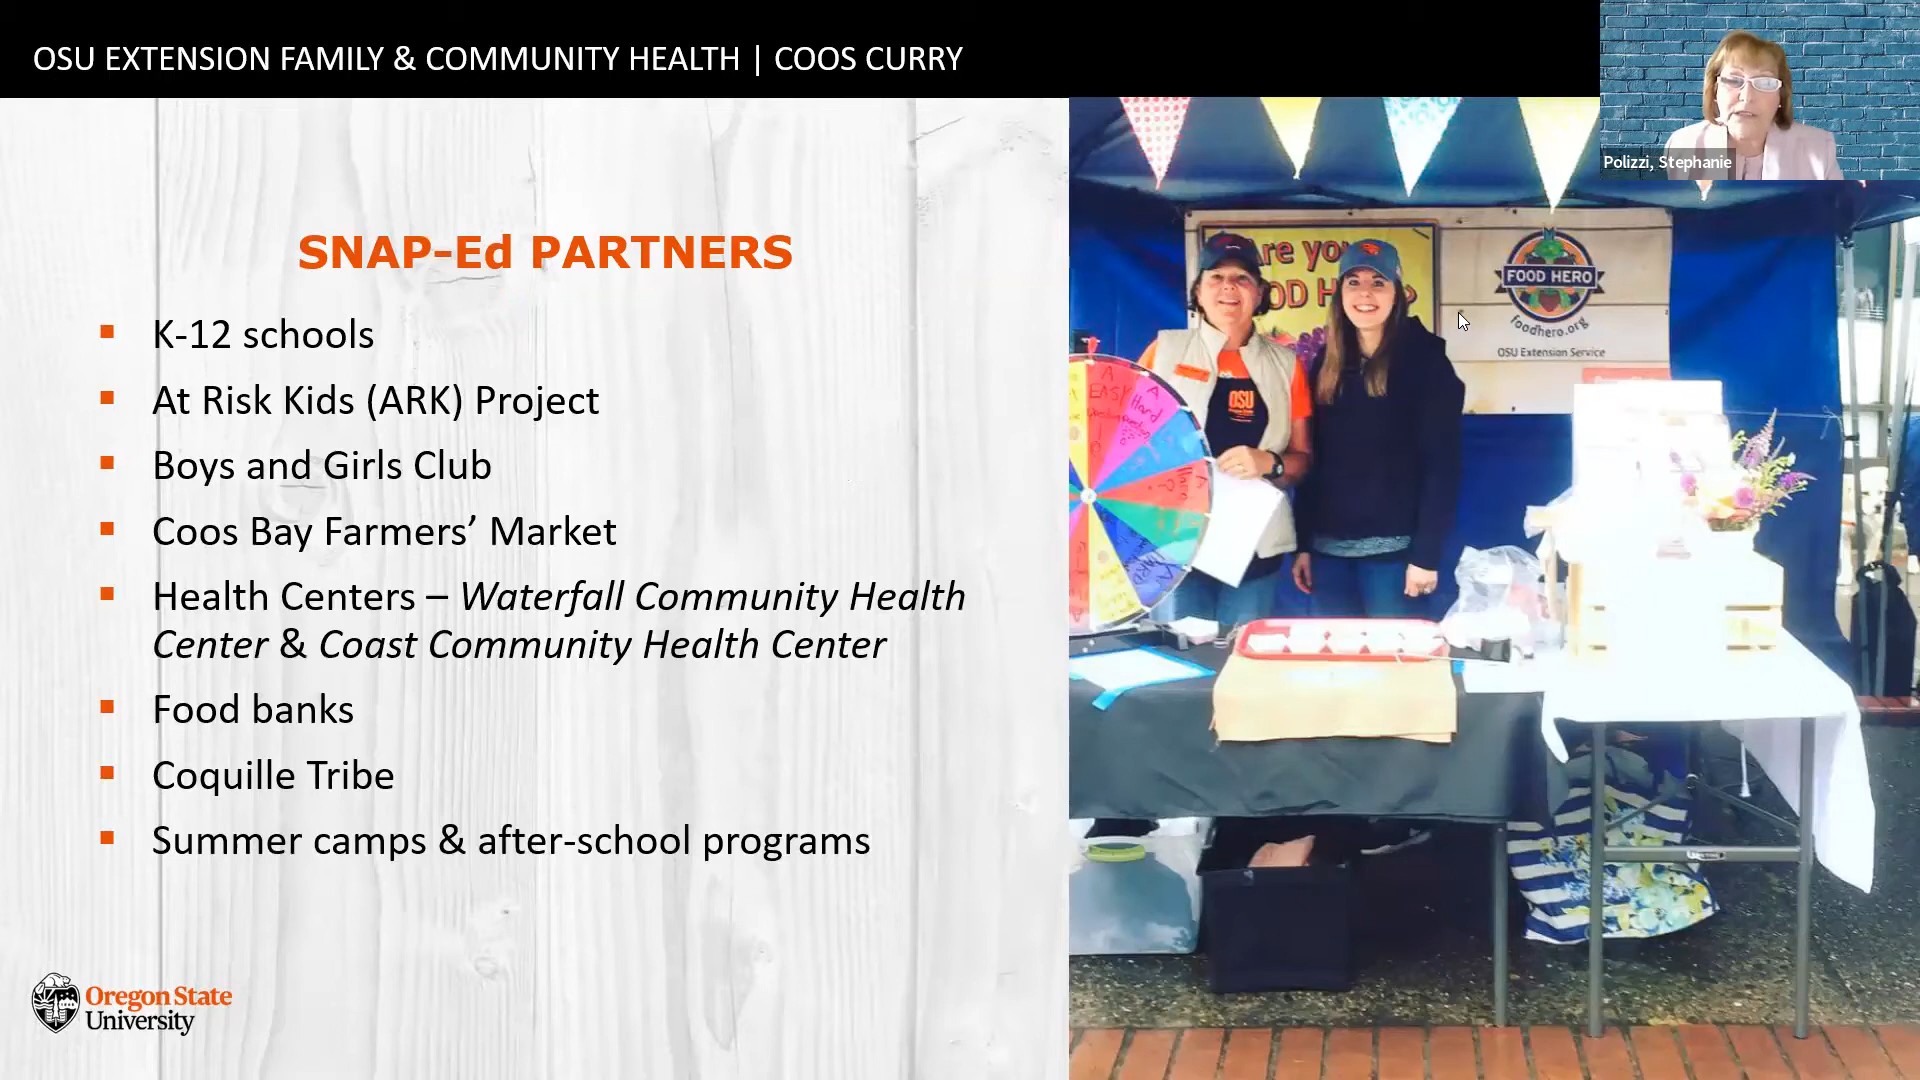 OSU EXTENSION FAMILY & COMMUNITY HEALTH | COOS CURRY
Polizzi, Stephanie
SNAP-Ed PARTNERS
▪ K-12 schools
▪ At Risk Kids (ARK) Project
▪ Boys and Girls Club
▪ Coos Bay Farmers’ Market
▪ Health Centers – Waterfall Community Health
Center & Coast Community Health Center
▪ Food banks
▪ Coquille Tribe
▪ Summer camps & after-school programs
Oregon State
University
Are you
FOOD HERO
foodhero.org
OSU Extension Service
OSU
A
EASY
A
Hard